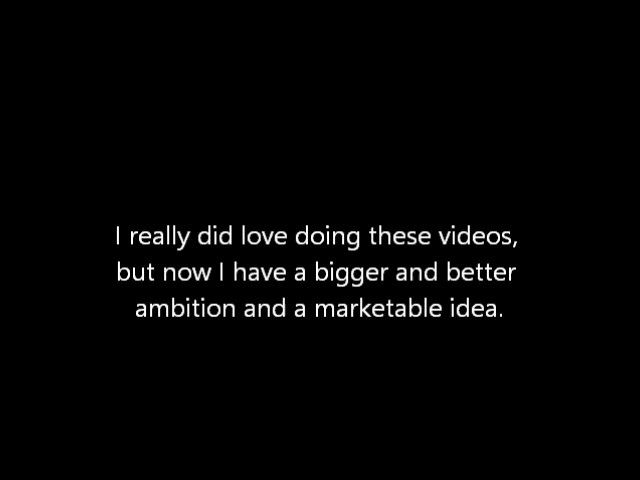 I really did love doing these videos,
but now I have a bigger and better
ambition and a marketable idea.